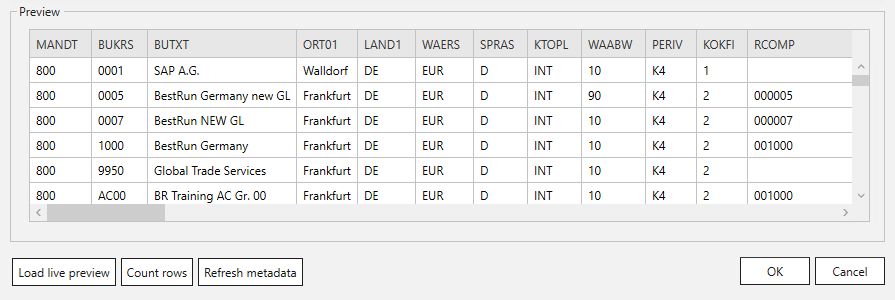 Preview
MANDT BUKRS BUTXT ORT01 LAND1 WAERS SPRAS KTOPL WAABW PERIV KOKFI RCOMP
800 0001 SAP A.G. Walldorf DE EUR D INT 10 K4 1
800 0005 BestRun Germany new GL Frankfurt DE EUR D INT 90 K4 2 000005
800 0007 BestRun NEW GL Frankfurt DE EUR D INT 10 K4 2 000007
800 1000 BestRun Germany Frankfurt DE EUR D INT 10 K4 2 001000
800 9950 Global Trade Services Frankfurt DE EUR D INT 10 K4 2
800 AC00 BR Training AC Gr. 00 Frankfurt DE EUR D INT 10 K4 2 001000
Load live preview Count rows Refresh metadata OK Cancel